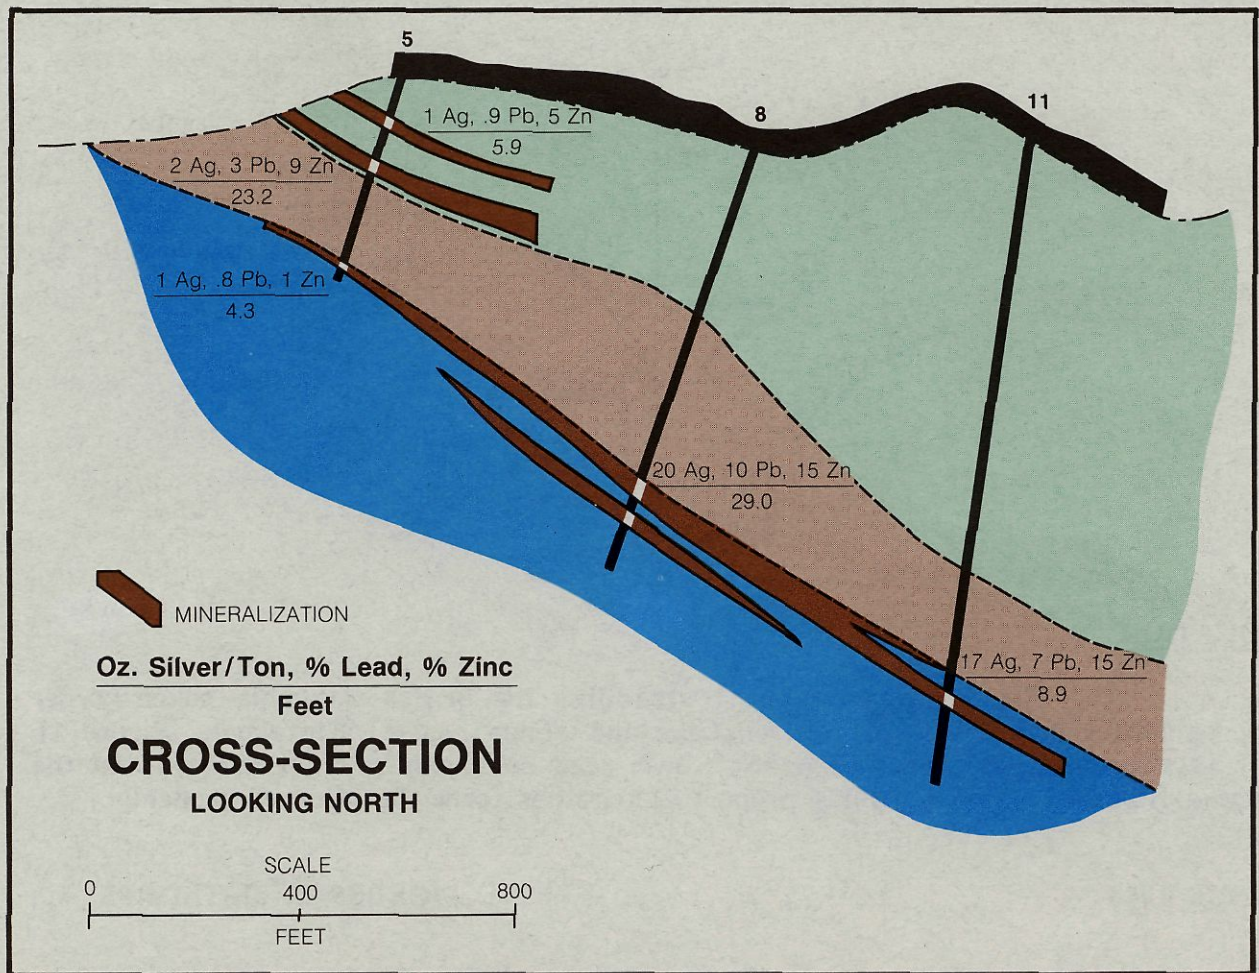 5
8
11
1 Ag, .9 Pb, 5 Zn
5.9
2 Ag, 3 Pb, 9 Zn
23.2
1 Ag, .8 Pb, 1 Zn
4.3
20 Ag, 10 Pb, 15 Zn
29.0
17 Ag, 7 Pb, 15 Zn
8.9
MINERALIZATION
Oz. Silver/Ton, % Lead, % Zinc
Feet
CROSS-SECTION
LOOKING NORTH
SCALE
0 400 800
FEET